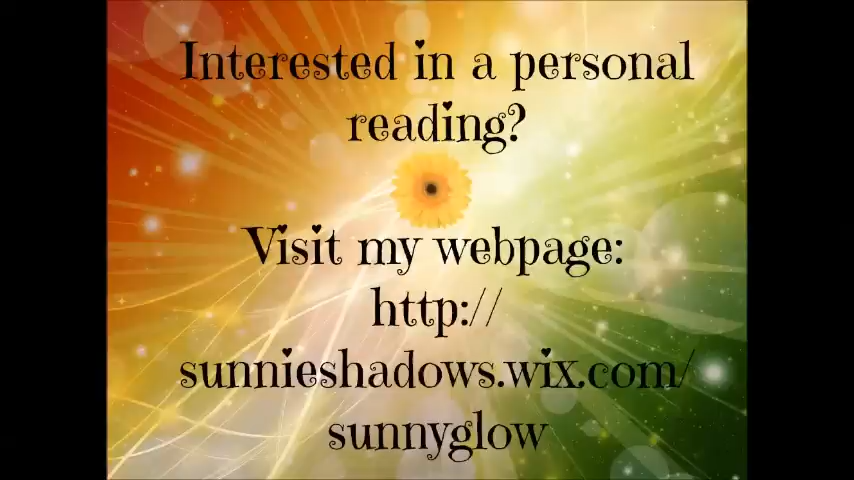 Interested in a personal
reading?
Visit my webpage:
http://
sunnieshadows.wix.com/
sunnyglow